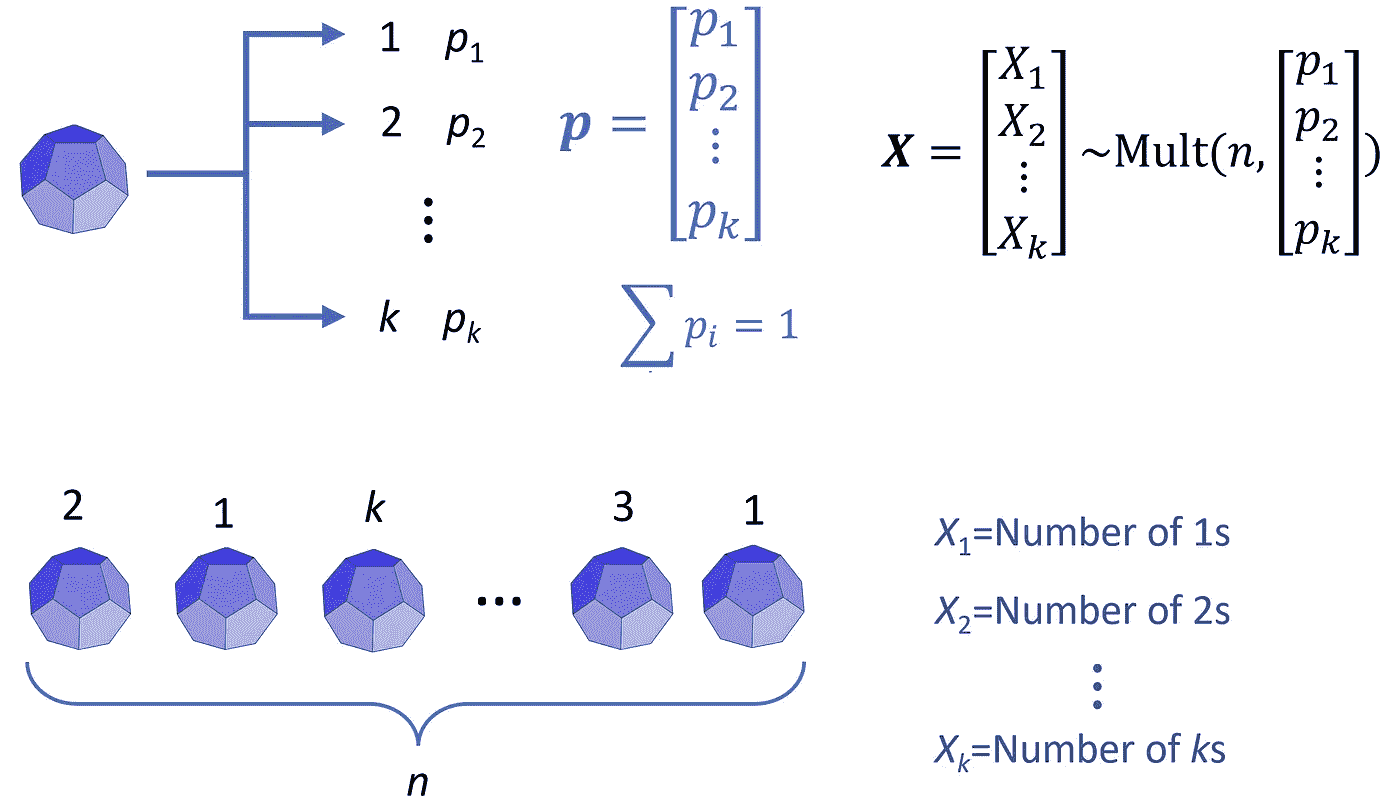 1 p₁
2 p₂
⋮
k pₖ
p = [p₁ p₂ ⋮ pₖ]
∑ pᵢ = 1
X = [X₁ X₂ ⋮ Xₖ] ~Mult(n, [p₁ p₂ ⋮ pₖ])
2 1 k ... 3 1
n
X₁=Number of 1s
X₂=Number of 2s
⋮
Xₖ=Number of ks